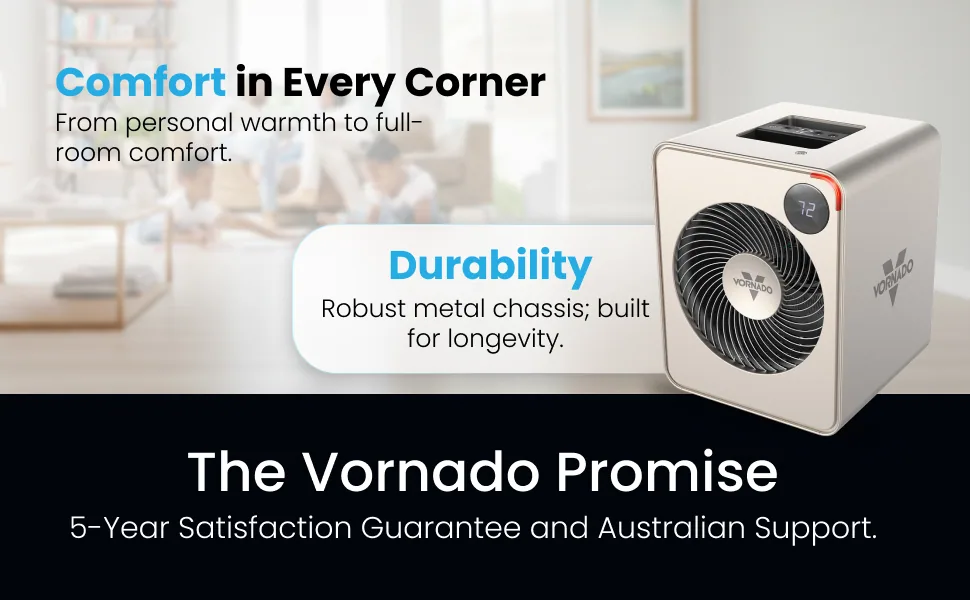 Comfort in Every Corner
From personal warmth to full-
room comfort.
72
VORNADO
VORNADO
Durability
Robust metal chassis; built
for longevity.
The Vornado Promise
5-Year Satisfaction Guarantee and Australian Support.